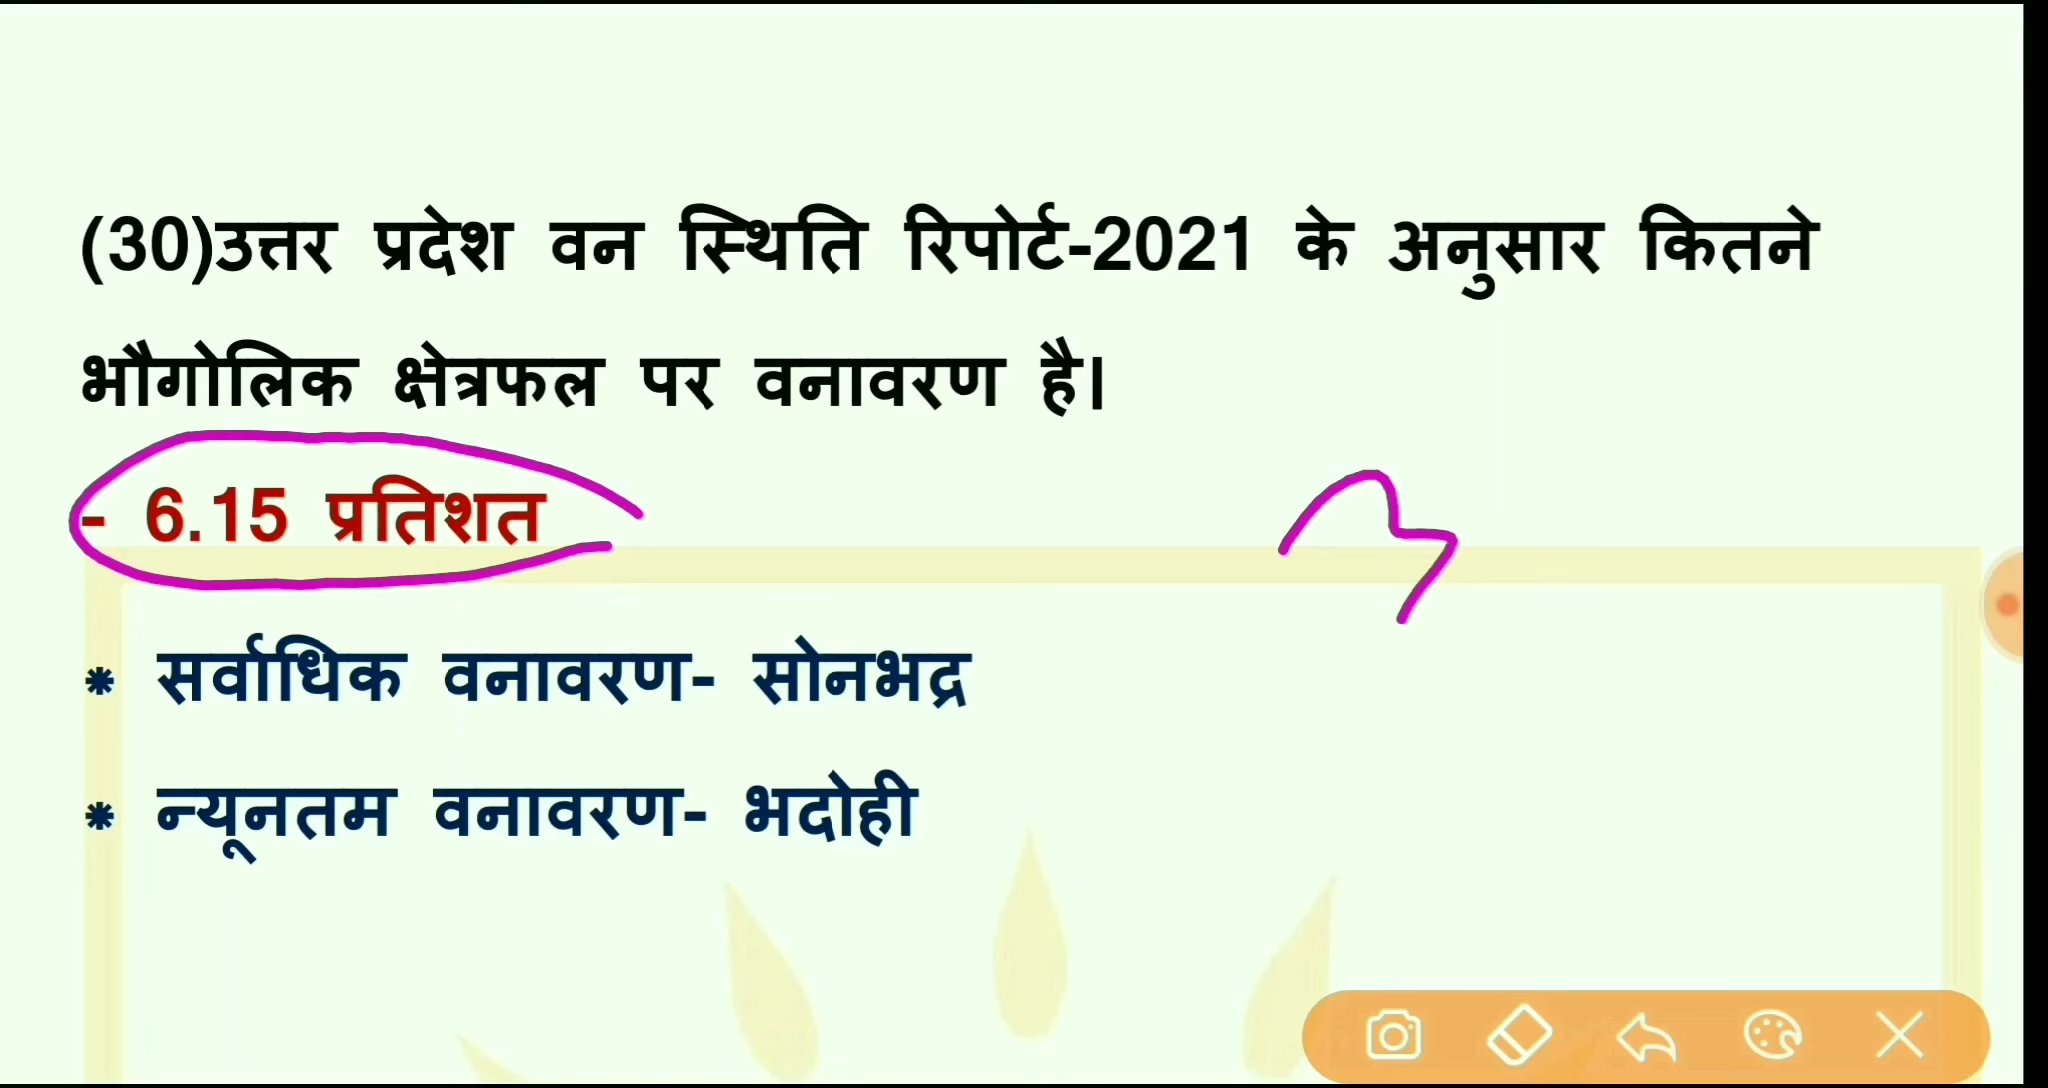 (30)उत्तर प्रदेश वन स्थिति रिपोर्ट-2021 के अनुसार कितने
भौगोलिक क्षेत्रफल पर वनावरण है।
- 6.15 प्रतिशत
* सर्वाधिक वनावरण- सोनभद्र
* न्यूनतम वनावरण- भदोही